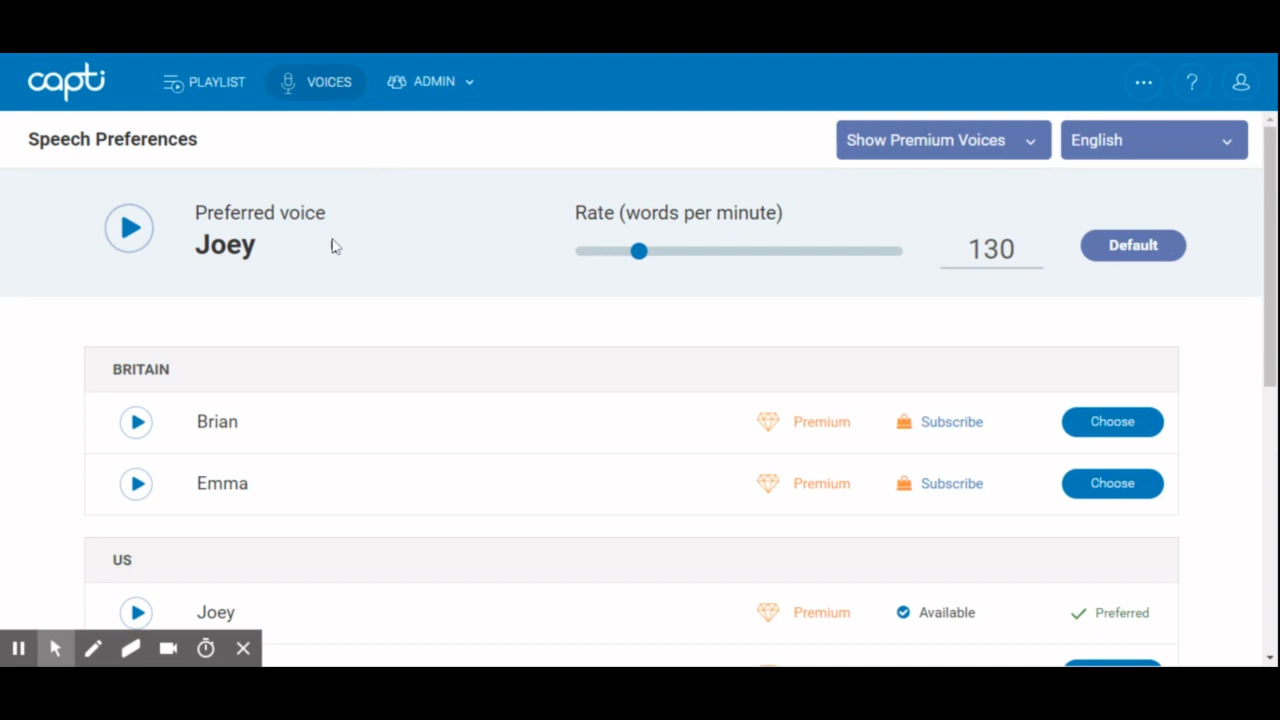 capti PLAYLIST VOICES ADMIN ... ?
Speech Preferences Show Premium Voices English
Preferred voice Rate (words per minute)
Joey 130 Default
BRITAIN
Brian Premium Subscribe Choose
Emma Premium Subscribe Choose
US
Joey Premium Available Preferred